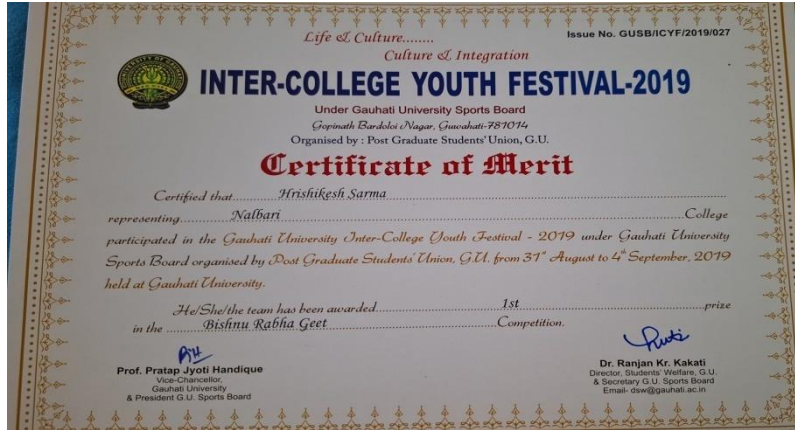 Life & Culture........
Issue No. GUSB/ICYF/2019/027
Culture & Integration
INTER-COLLEGE YOUTH FESTIVAL-2019
Under Gauhati University Sports Board
Gopinath Bardoloi Nagar, Guwahati-781014
Organised by : Post Graduate Students' Union, G.U.
Certificate of Merit
Certified that Hrishikesh Sarma
representing Nalbari College
participated in the Gauhati University Inter-College Youth Festival - 2019 under Gauhati University
Sports Board organised by Post Graduate Students' Union, G.U. from 31st August to 4th September, 2019
held at Gauhati University.
He/She/the team has been awarded 1st prize
in the Bishnu Rabha Geet Competition.
Prof. Pratap Jyoti Handique
Vice-Chancellor,
Gauhati University
& President G.U. Sports Board
Dr. Ranjan Kr. Kakati
Director, Students' Welfare, G.U.
& Secretary G.U. Sports Board
Email- dsw@gauhati.ac.in